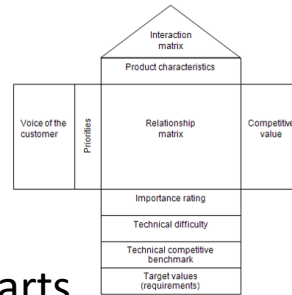 Interaction
matrix
Product characteristics
Voice of the
customer
Priorities
Relationship
matrix
Competitive
value
Importance rating
Technical difficulty
Technical competitive
benchmark
Target values
(requirements)
arts